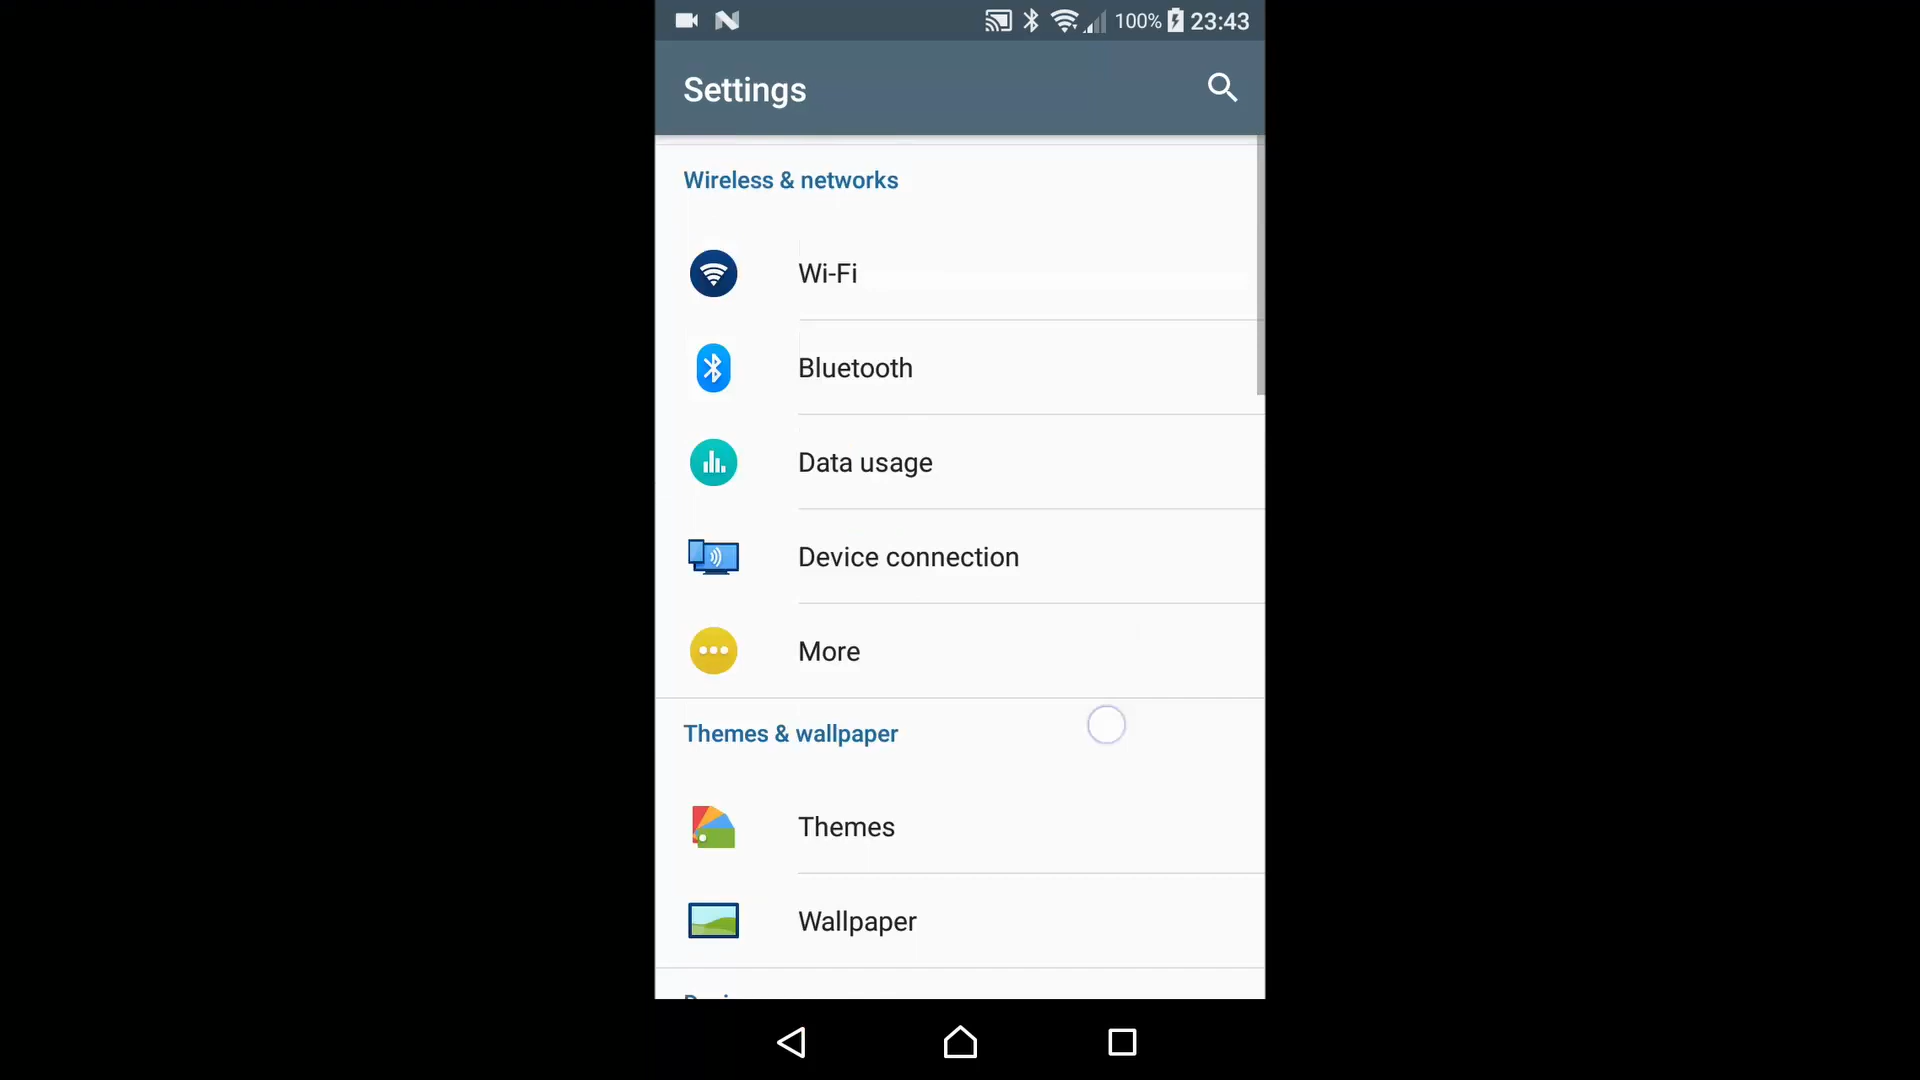 100% 23:43
Settings
Wireless & networks
Wi-Fi
Bluetooth
Data usage
Device connection
More
Themes & wallpaper
Themes
Wallpaper